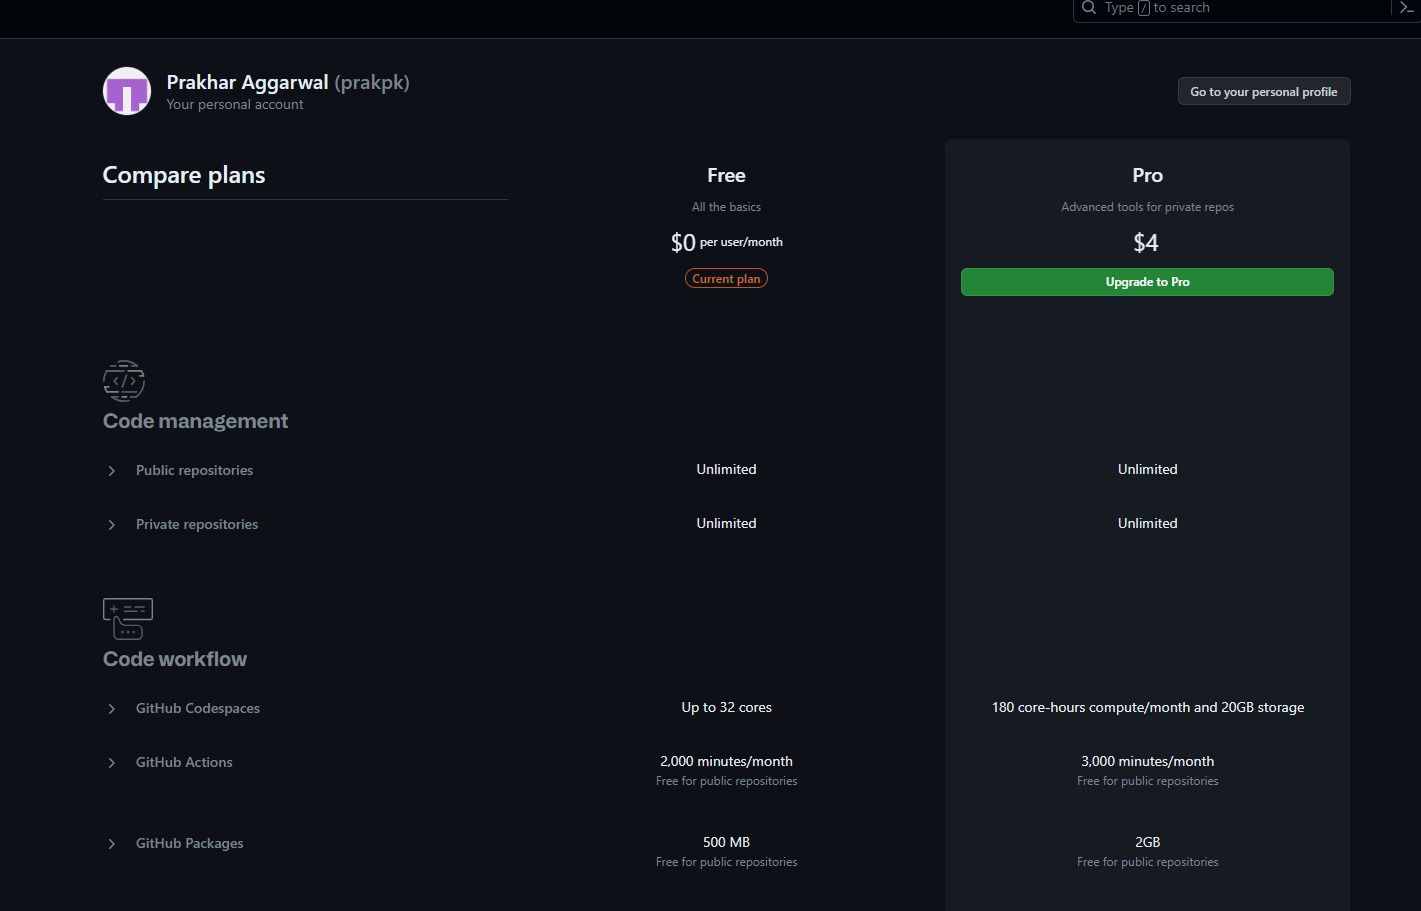 Type / to search
Prakhar Aggarwal (prakpk)
Your personal account
Go to your personal profile
Compare plans
Free
All the basics
$0 per user/month
Current plan
Pro
Advanced tools for private repos
$4
Upgrade to Pro
Code management
Public repositories
Unlimited
Unlimited
Private repositories
Unlimited
Unlimited
Code workflow
GitHub Codespaces
Up to 32 cores
180 core-hours compute/month and 20GB storage
GitHub Actions
2,000 minutes/month
Free for public repositories
3,000 minutes/month
Free for public repositories
GitHub Packages
500 MB
Free for public repositories
2GB
Free for public repositories